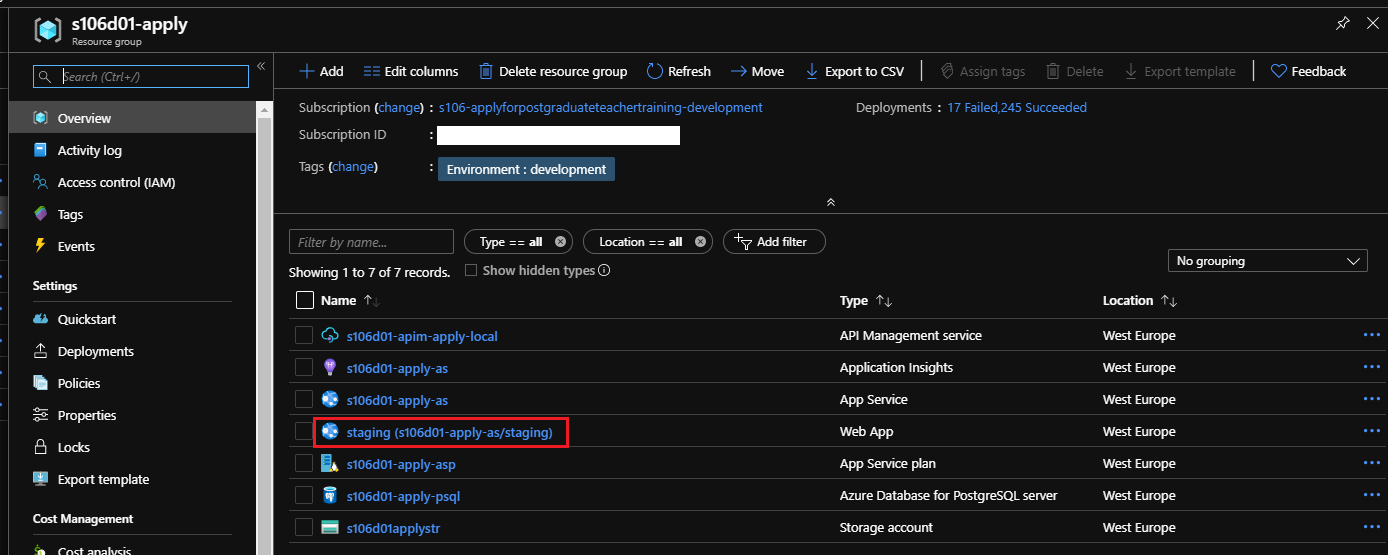 s106d01-apply
Resource group
Search (Ctrl+/)
«
Overview
Activity log
Access control (IAM)
Tags
Events
Settings
Quickstart
Deployments
Policies
Properties
Locks
Export template
Cost Management
Cost analysis
Add Edit columns Delete resource group Refresh Move Export to CSV Assign tags Delete Export template Feedback
Subscription (change) : s106-applyforpostgraduateteachertraining-development Deployments : 17 Failed,245 Succeeded
Subscription ID :
Tags (change) : Environment : development
Filter by name... Type == all Location == all Add filter
Showing 1 to 7 of 7 records. Show hidden types No grouping
Name Type Location
s106d01-apim-apply-local API Management service West Europe
s106d01-apply-as Application Insights West Europe
s106d01-apply-as App Service West Europe
staging (s106d01-apply-as/staging) Web App West Europe
s106d01-apply-asp App Service plan West Europe
s106d01-apply-psql Azure Database for PostgreSQL server West Europe
s106d01applystr Storage account West Europe